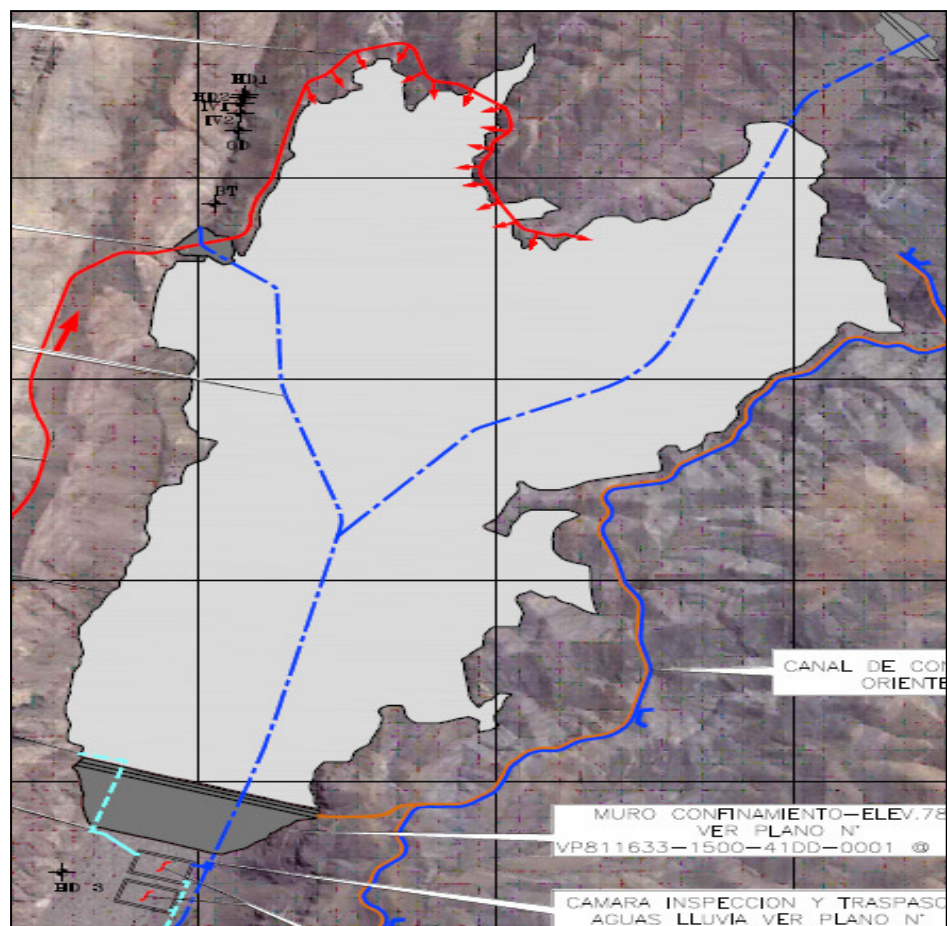 HD1
HD2
IV1
IV2
OD
BT
CANAL DE CON
ORIENTE
MURO CONFINAMIENTO-ELEV.78
VER PLANO N°
VP811633-1500-41DD-0001 @
HD 3
CAMARA INSPECCION Y TRASPASO
AGUAS LLUVIA VER PLANO N°